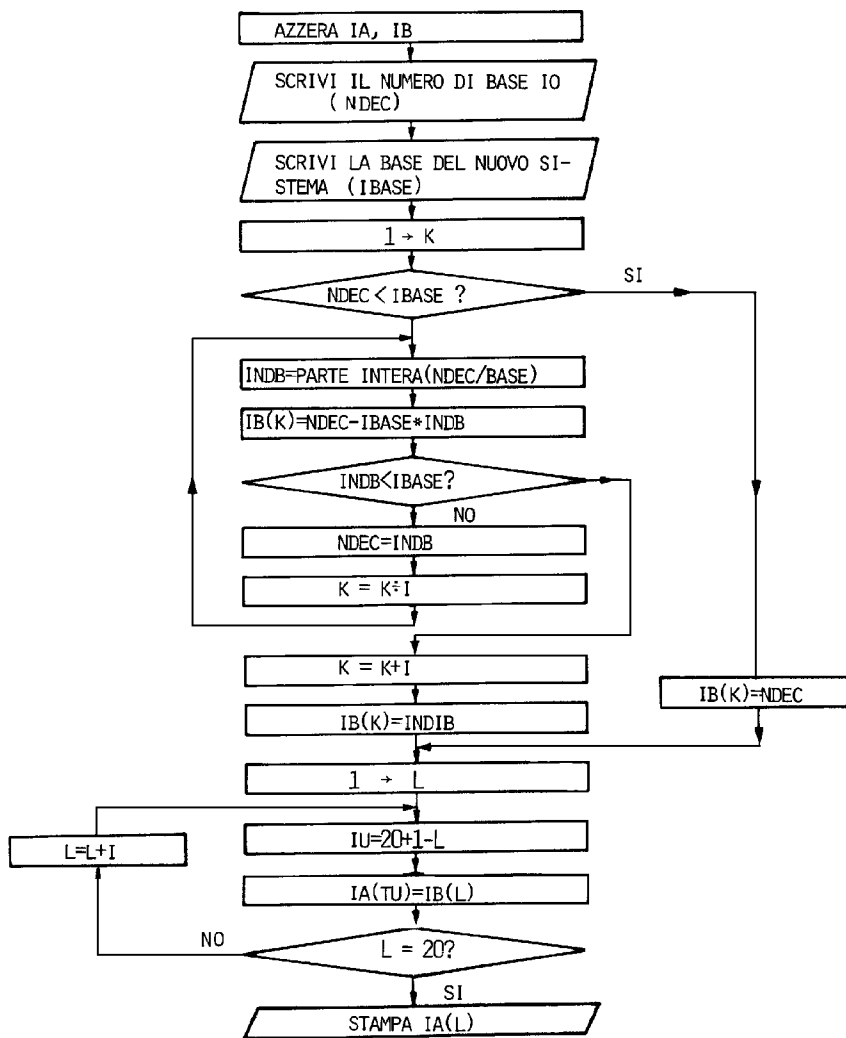 AZZERA IA, IB
SCRIVI IL NUMERO DI BASE IO
(NDEC)
SCRIVI LA BASE DEL NUOVO SI-
STEMA (IBASE)
1 → K
NDEC < IBASE ?
SI
INDB=PARTE INTERA(NDEC/BASE)
IB(K)=NDEC-IBASE*INDB
INDB<IBASE?
NO
NDEC=INDB
K = K÷I
K = K+I
IB(K)=NDEC
IB(K)=INDIB
1 → L
IU=20+1-L
L=L+I
IA(TU)=IB(L)
NO
L = 20?
SI
STAMPA IA(L)